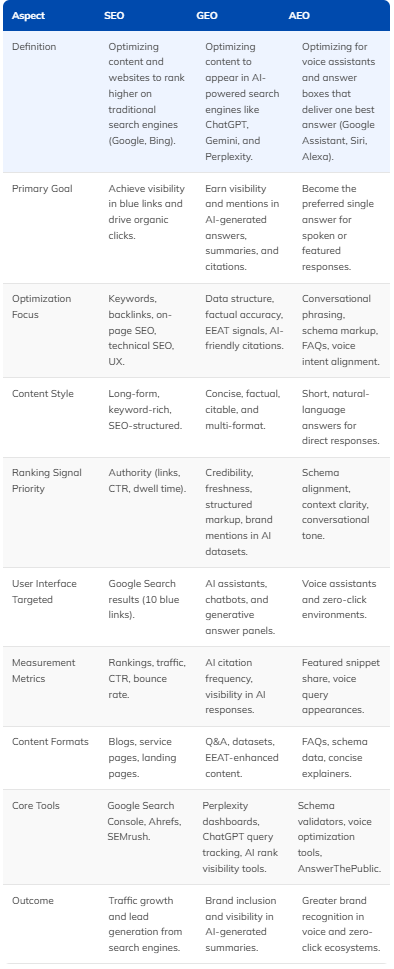 Aspect SEO GEO AEO
Definition
Optimizing
content and
websites to rank
higher on
traditional
search engines
(Google, Bing).
Optimizing
content to
appear in AI-
powered search
engines like
ChatGPT,
Gemini, and
Perplexity.
Optimizing for
voice assistants
and answer
boxes that
deliver one best
answer (Google
Assistant, Siri,
Alexa).
Primary Goal
Achieve visibility
in blue links and
drive organic
clicks.
Earn visibility
and mentions in
AI-generated
answers,
summaries, and
citations.
Become the
preferred single
answer for
spoken or
featured
responses.
Optimization
Focus
Keywords,
backlinks, on-
page SEO,
technical SEO,
UX.
Data structure,
factual accuracy,
EEAT signals, AI-
friendly citations.
Conversational
phrasing,
schema markup,
FAQs, voice
intent alignment.
Content Style
Long-form,
keyword-rich,
SEO-structured.
Concise, factual,
citable, and
multi-format.
Short, natural-
language
answers for
direct responses.
Ranking Signal
Priority
Authority (links,
CTR, dwell time).
Credibility,
freshness,
structured
markup, brand
mentions in AI
datasets.
Schema
alignment,
context clarity,
conversational
tone.
User Interface
Targeted
Google Search
results (10 blue
links).
AI assistants,
chatbots, and
generative
answer panels.
Voice assistants
and zero-click
environments.
Measurement
Metrics
Rankings, traffic,
CTR, bounce
rate.
AI citation
frequency,
visibility in AI
responses.
Featured snippet
share, voice
query
appearances.
Content Formats
Blogs, service
pages, landing
pages.
Q&A, datasets,
EEAT-enhanced
content.
FAQs, schema
data, concise
explainers.
Core Tools
Google Search
Console, Ahrefs,
SEMrush.
Perplexity
dashboards,
ChatGPT query
tracking, AI rank
visibility tools.
Schema
validators, voice
optimization
tools,
AnswerThePublic.
Outcome
Traffic growth
and lead
generation from
search engines.
Brand inclusion
and visibility in
AI-generated
summaries.
Greater brand
recognition in
voice and zero-
click ecosystems.